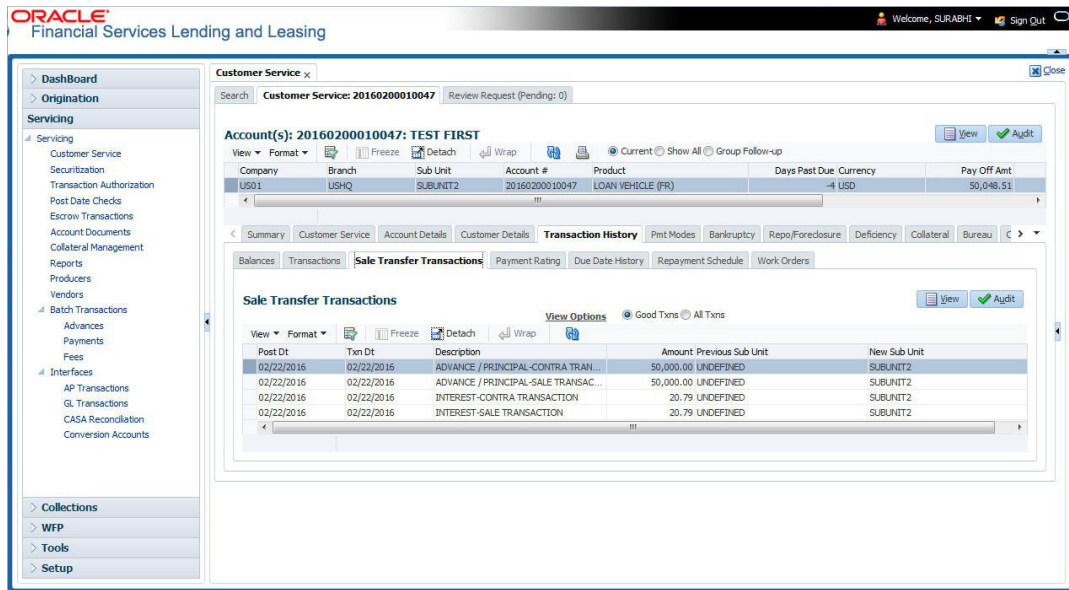 ORACLE
Financial Services Lending and Leasing
Welcome, SURABHI
Sign Out
DashBoard
Origination
Servicing
Servicing
Customer Service
Securitization
Transaction Authorization
Post Date Checks
Escrow Transactions
Account Documents
Collateral Management
Reports
Producers
Vendors
Batch Transactions
Advances
Payments
Fees
Interfaces
AP Transactions
GL Transactions
CASA Reconciliation
Conversion Accounts
Collections
WFP
Tools
Setup
Customer Service x
Close
Search Customer Service: 20160200010047 Review Request (Pending: 0)
Account(s): 20160200010047: TEST FIRST
View Audit
View Format Freeze Detach Wrap Current Show All Group Follow-up
Company Branch Sub Unit Account # Product Days Past Due Currency Pay Off Amt
US01 USHQ SUBUNIT2 20160200010047 LOAN VEHICLE (FR) -4 USD 50,048.51
Summary Customer Service Account Details Customer Details Transaction History Pmt Modes Bankruptcy Repo/Foreclosure Deficiency Collateral Bureau
Balances Transactions Sale Transfer Transactions Payment Rating Due Date History Repayment Schedule Work Orders
Sale Transfer Transactions
View Audit
View Options Good Txns All Txns
View Format Freeze Detach Wrap
Post Dt Txn Dt Description Amount Previous Sub Unit New Sub Unit
02/22/2016 02/22/2016 ADVANCE / PRINCIPAL-CONTRA TRAN... 50,000.00 UNDEFINED SUBUNIT2
02/22/2016 02/22/2016 ADVANCE / PRINCIPAL-SALE TRANSAC... 50,000.00 UNDEFINED SUBUNIT2
02/22/2016 02/22/2016 INTEREST-CONTRA TRANSACTION 20.79 UNDEFINED SUBUNIT2
02/22/2016 02/22/2016 INTEREST-SALE TRANSACTION 20.79 UNDEFINED SUBUNIT2